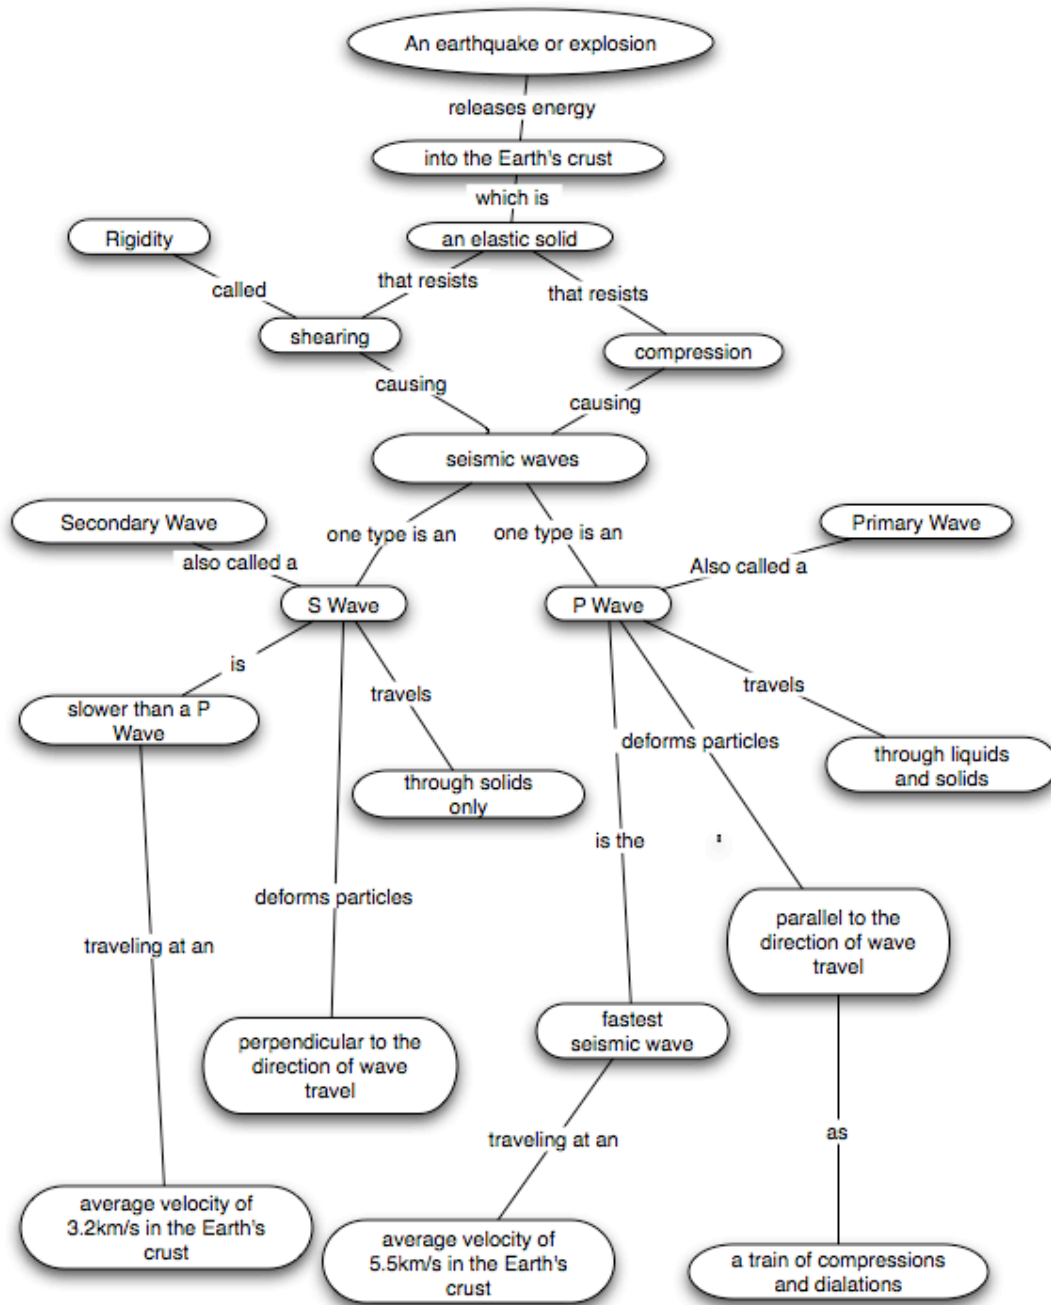 An earthquake or explosion
releases energy
into the Earth's crust
which is
Rigidity
an elastic solid
called
that resists
that resists
shearing
compression
causing
causing
seismic waves
Secondary Wave
Primary Wave
one type is an
one type is an
also called a
Also called a
S Wave
P Wave
is
travels
travels
slower than a P
Wave
deforms particles
through liquids
and solids
through solids
only
is the
deforms particles
parallel to the
direction of wave
travel
traveling at an
fastest
seismic wave
perpendicular to the
direction of wave
travel
traveling at an
as
average velocity of
3.2km/s in the Earth's
crust
average velocity of
5.5km/s in the Earth's
crust
a train of compressions
and dialations